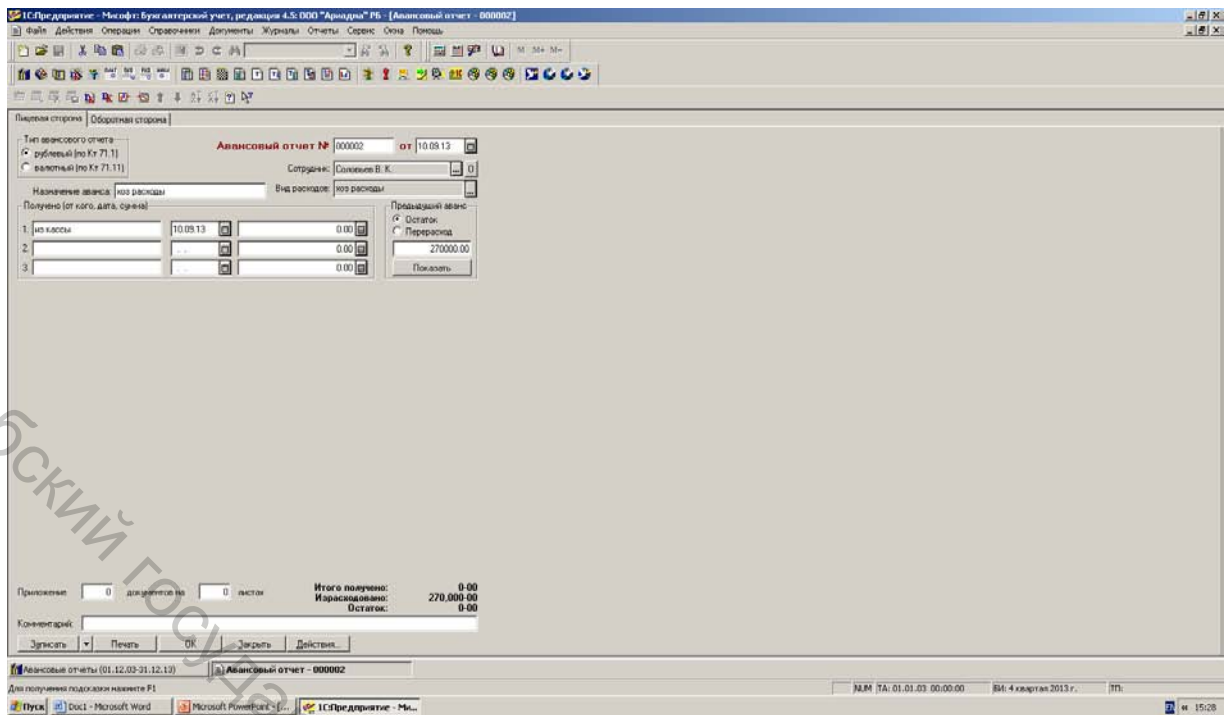 1С:Предприятие - Мисофт: Бухгалтерский учет, редакция 4.5: ООО "Ариадна" РБ - [Авансовый отчет - 000002]
Файл Действия Операции Справочники Документы Журналы Отчеты Сервис Окна Помощь
M M+ M-
Лицевая сторона Оборотная сторона
Тип авансового отчета
рублевый (по Кт 71.1)
валютный (по Кт 71.11)
Авансовый отчет № 000002 от 10.09.13
Сотрудник: Соловьев В. К.
Назначение аванса: хоз расходы Вид расходов: хоз расходы
Получено (от кого, дата, сумма) Предыдущий аванс
Остаток
1. из кассы 10.09.13 0.00 Перерасход
2. . . 0.00 270000.00
3. . . 0.00 Показать
Приложение 0 документов на 0 листах
Итого получено: 0-00
Израсходовано: 270,000-00
Остаток: 0-00
Комментарий:
Записать Печать OK Закрыть Действия...
Авансовые отчеты (01.12.03-31.12.13) Авансовый отчет - 000002
Для получения подсказки нажмите F1 NUM ТА: 01.01.03 00:00:00 БИ: 4 квартал 2013 г. ТП:
Пуск Doc1 - Microsoft Word Microsoft PowerPoint - [... 1С:Предприятие - Ми... 15:28
бский госуда